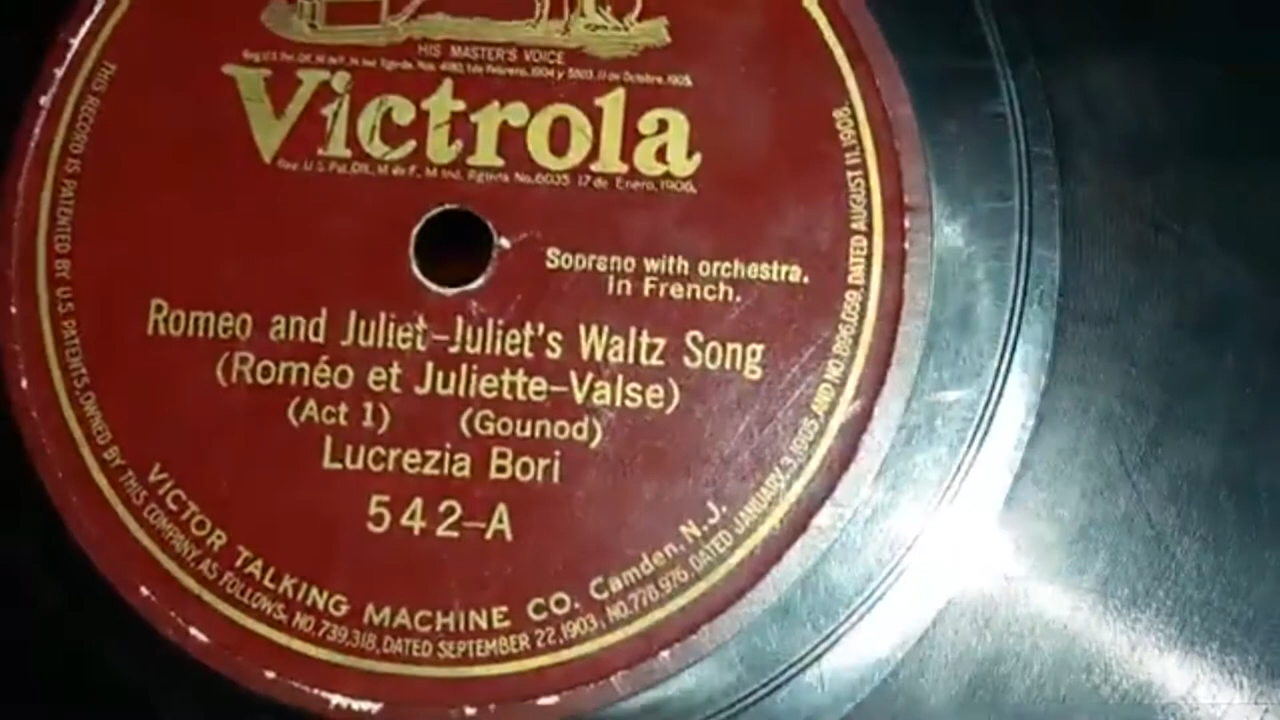 HIS MASTER'S VOICE
Victrola
Soprano with orchestra.
in French.
Romeo and Juliet–Juliet's Waltz Song
(Roméo et Juliette–Valse)
(Act 1) (Gounod)
Lucrezia Bori
542–A
VICTOR TALKING MACHINE CO. Camden, N.J.
THIS RECORD IS PATENTED BY U.S. PATENTS, OWNED BY THIS COMPANY, AS FOLLOWS: NO.739,318, DATED SEPTEMBER 22,1903, NO.778,976, DATED JANUARY 3,1905, AND NO.896,059, DATED AUGUST 11,1908.